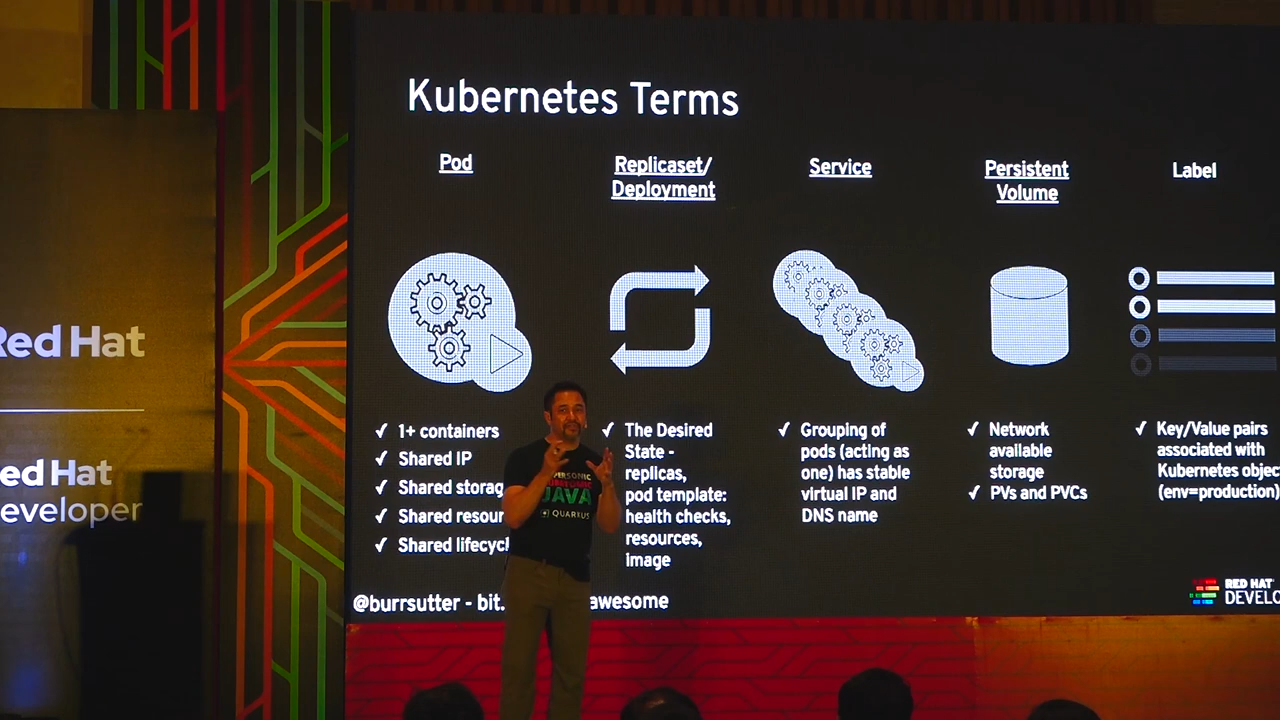 Kubernetes Terms
Pod
1+ containers
Shared IP
Shared storag
Shared resour
Shared lifecycl
Replicaset/
Deployment
The Desired
State -
replicas,
pod template:
health checks,
resources,
image
Service
Grouping of
pods (acting as
one) has stable
virtual IP and
DNS name
Persistent
Volume
Network
available
storage
PVs and PVCs
Label
Key/Value pairs
associated with
Kubernetes objec
(env=production)
@burrsutter - bit. awesome
RED HAT
DEVELO
Red Hat
ed Hat
eveloper
JAVA
QUARKUS